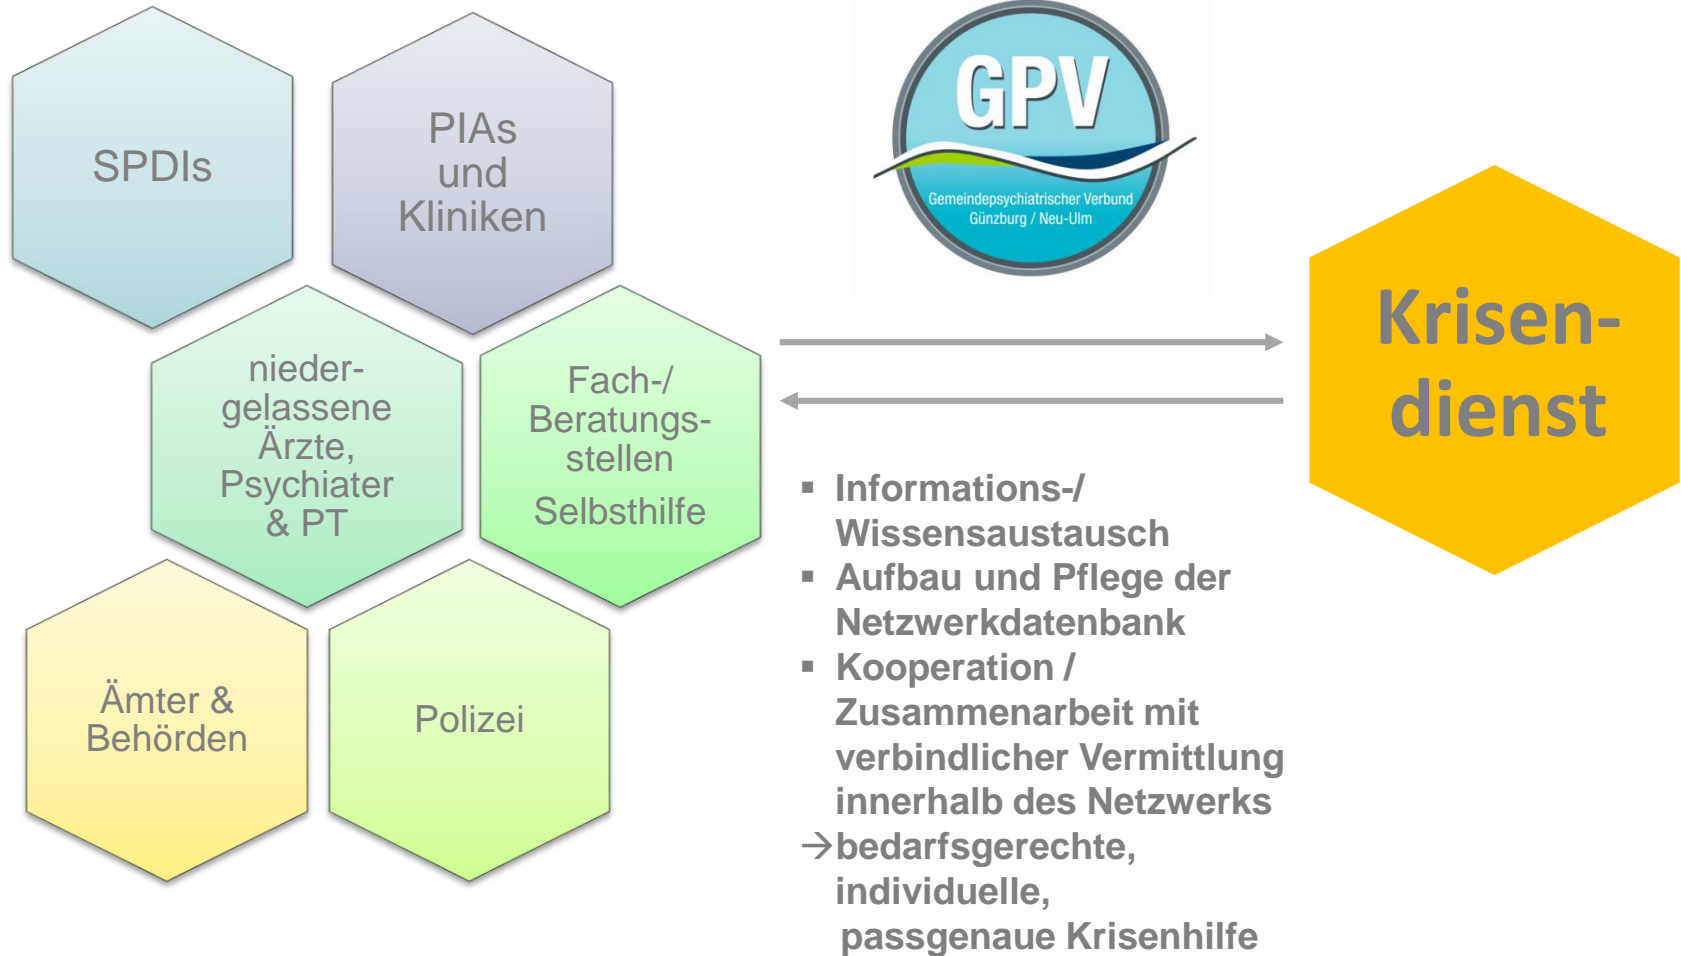 SPDIs
PIAs
und
Kliniken
nieder-
gelassene
Ärzte,
Psychiater
& PT
Fach-/
Beratungs-
stellen
Selbsthilfe
Ämter &
Behörden
Polizei
GPV
Gemeindepsychiatrischer Verbund
Günzburg / Neu-Ulm
▪ Informations-/
Wissensaustausch
▪ Aufbau und Pflege der
Netzwerkdatenbank
▪ Kooperation /
Zusammenarbeit mit
verbindlicher Vermittlung
innerhalb des Netzwerks
→bedarfsgerechte,
individuelle,
passgenaue Krisenhilfe
Krisen-
dienst